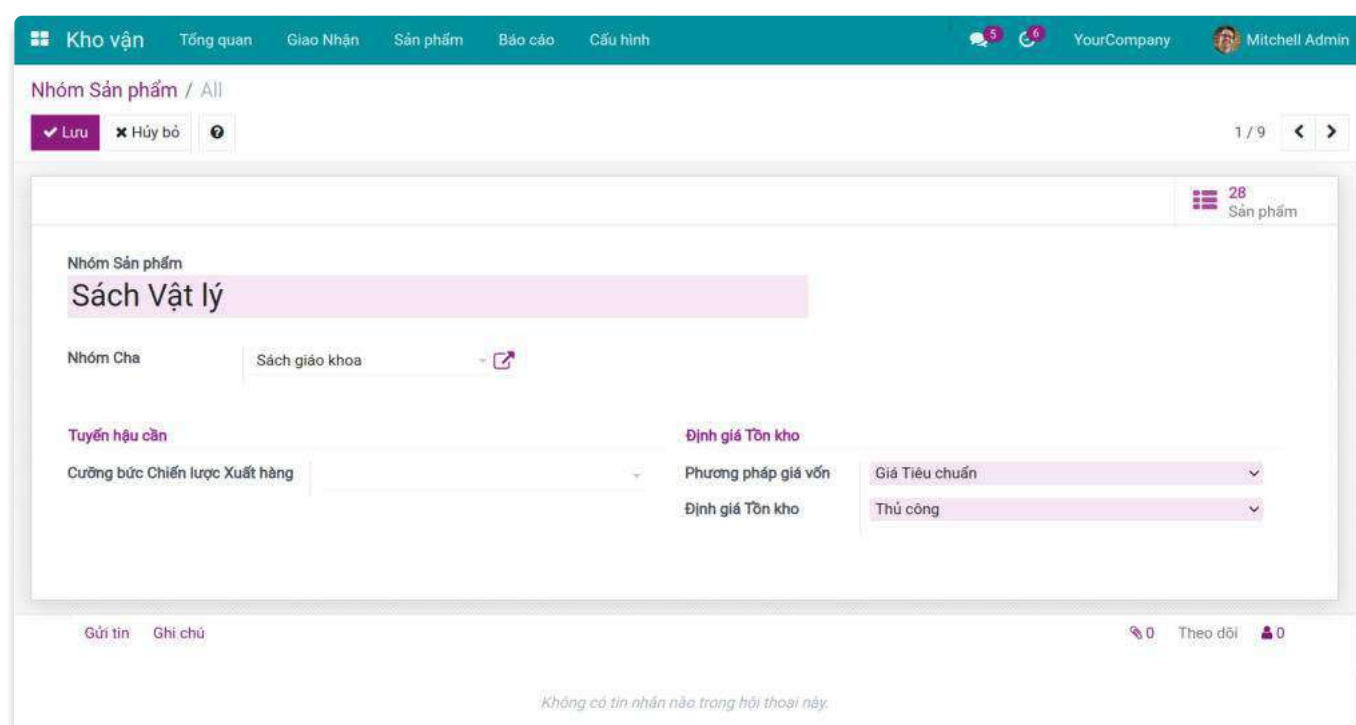 Kho vận Tổng quan Giao Nhận Sản phẩm Báo cáo Cấu hình 5 6 YourCompany Mitchell Admin
Nhóm Sản phẩm / All
Lưu Hủy bỏ 1 / 9
28
Sản phẩm
Nhóm Sản phẩm
Sách Vật lý
Nhóm Cha Sách giáo khoa
Tuyến hậu cần Định giá Tồn kho
Cưỡng bức Chiến lược Xuất hàng Phương pháp giá vốn Giá Tiêu chuẩn
Định giá Tồn kho Thủ công
Gửi tin Ghi chú 0 Theo dõi 0
Không có tin nhắn nào trong hội thoại này.